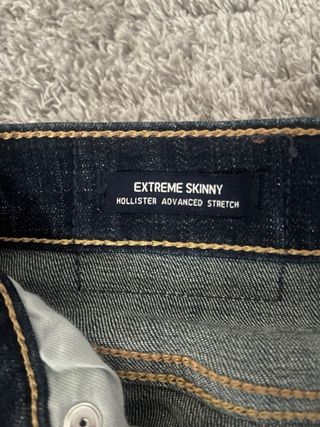 EXTREME SKINNY
HOLLISTER ADVANCED STRETCH